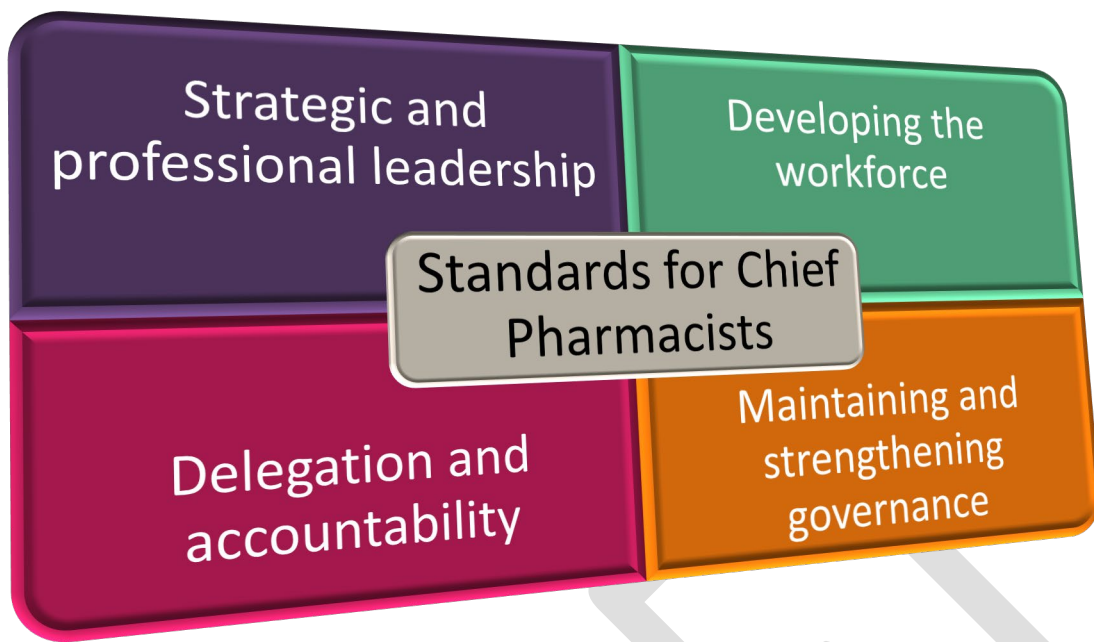 Strategic and
professional leadership
Developing the
workforce
Standards for Chief
Pharmacists
Delegation and
accountability
Maintaining and
strengthening
governance